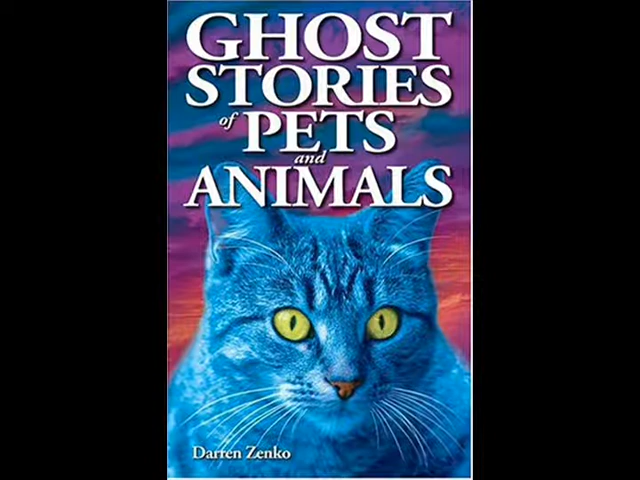 GHOST
STORIES
of PETS
and
ANIMALS
Darren Zenko